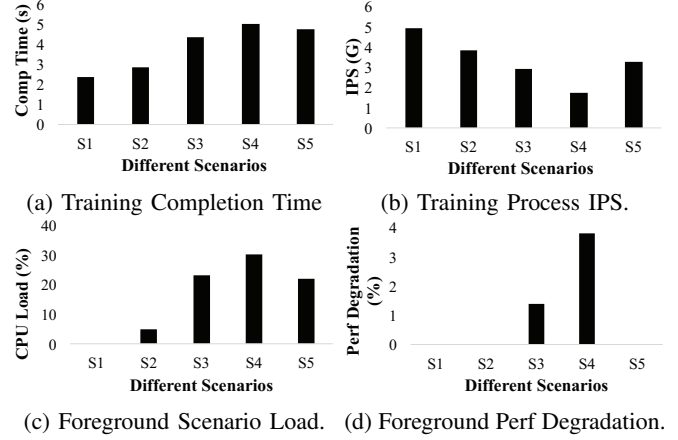 Comp Time (s)
6
5
4
3
2
1
0
S1 S2 S3 S4 S5
Different Scenarios
(a) Training Completion Time
IPS (G)
6
5
4
3
2
1
0
S1 S2 S3 S4 S5
Different Scenarios
(b) Training Process IPS.
CPU Load (%)
40
30
20
10
0
S1 S2 S3 S4 S5
Different Scenarios
(c) Foreground Scenario Load.
Perf Degradation
(%)
4
3
2
1
0
S1 S2 S3 S4 S5
Different Scenarios
(d) Foreground Perf Degradation.